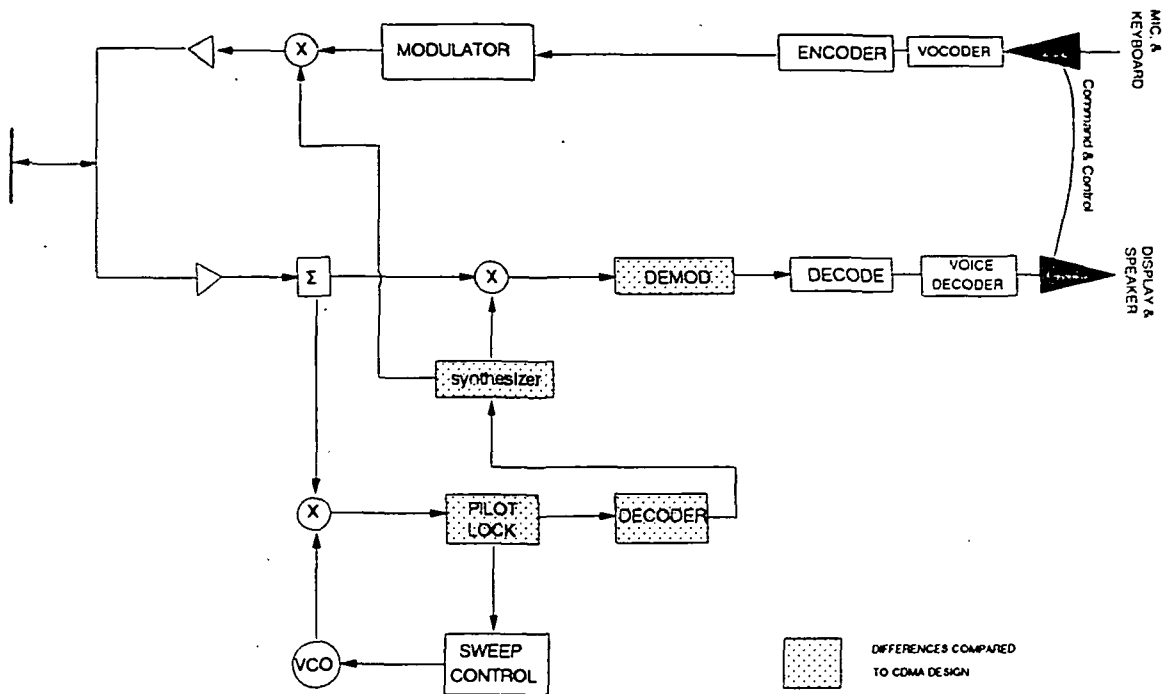 MIC. &
KEYBOARD
X
MODULATOR
ENCODER
VOCODER
Command & Control
Σ
X
DEMOD
DECODE
VOICE
DECODER
DISPLAY &
SPEAKER
synthesizer
X
PILOT
LOCK
DECODER
VCO
SWEEP
CONTROL
DIFFERENCES COMPARED
TO CDMA DESIGN